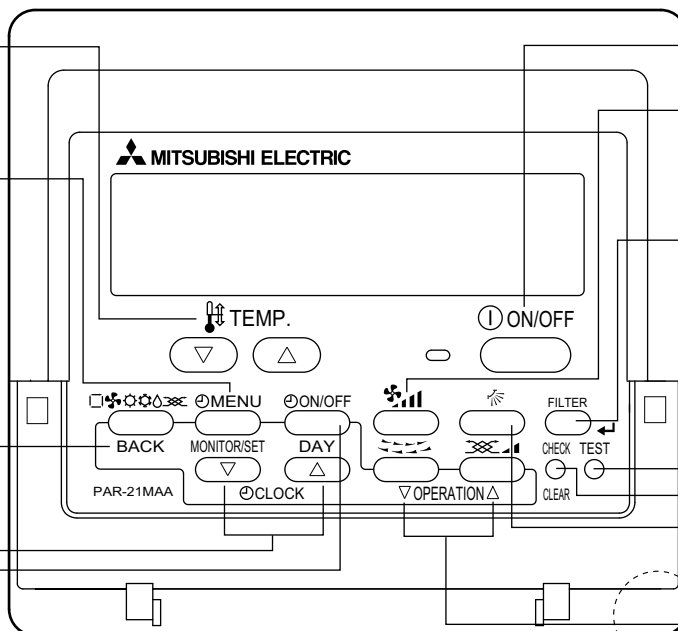 MITSUBISHI ELECTRIC
TEMP.
ON/OFF
MENU
ON/OFF
FILTER
BACK
MONITOR/SET
DAY
CHECK
TEST
PAR-21MAA
CLOCK
OPERATION
CLEAR